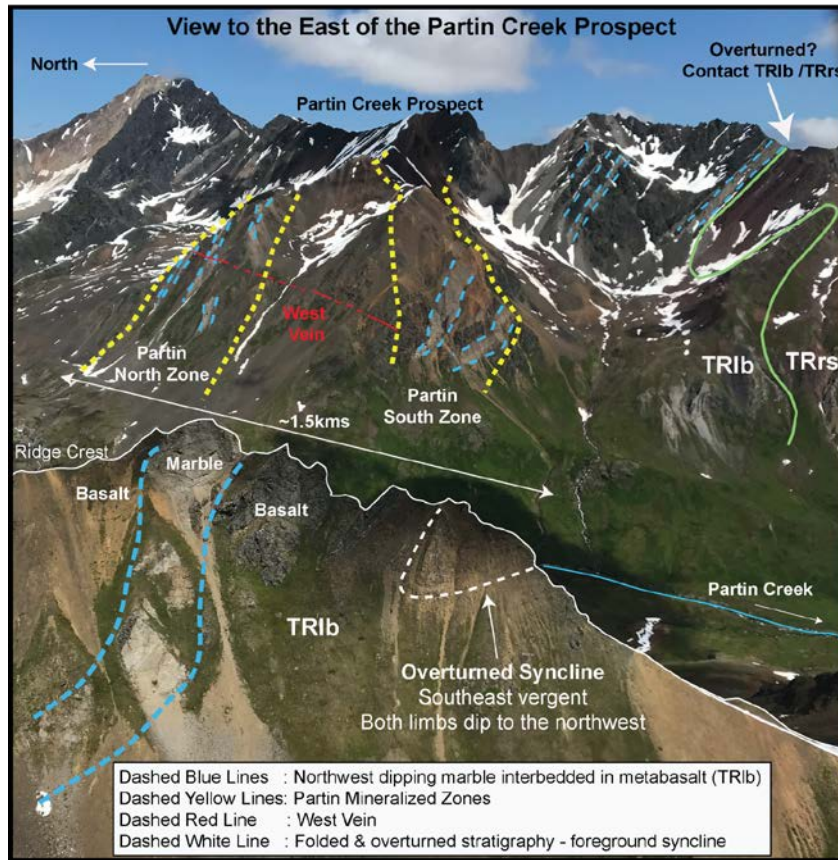 View to the East of the Partin Creek Prospect
Overturned?
Contact TRlb /TRrs
North
Partin Creek Prospect
West
Vein
Partin
North Zone
Partin
South Zone
TRlb
TRrs
~1.5kms
Ridge Crest
Marble
Basalt
Basalt
Partin Creek
TRlb
Overturned Syncline
Southeast vergent
Both limbs dip to the northwest
Dashed Blue Lines : Northwest dipping marble interbedded in metabasalt (TRlb)
Dashed Yellow Lines: Partin Mineralized Zones
Dashed Red Line : West Vein
Dashed White Line : Folded & overturned stratigraphy - foreground syncline